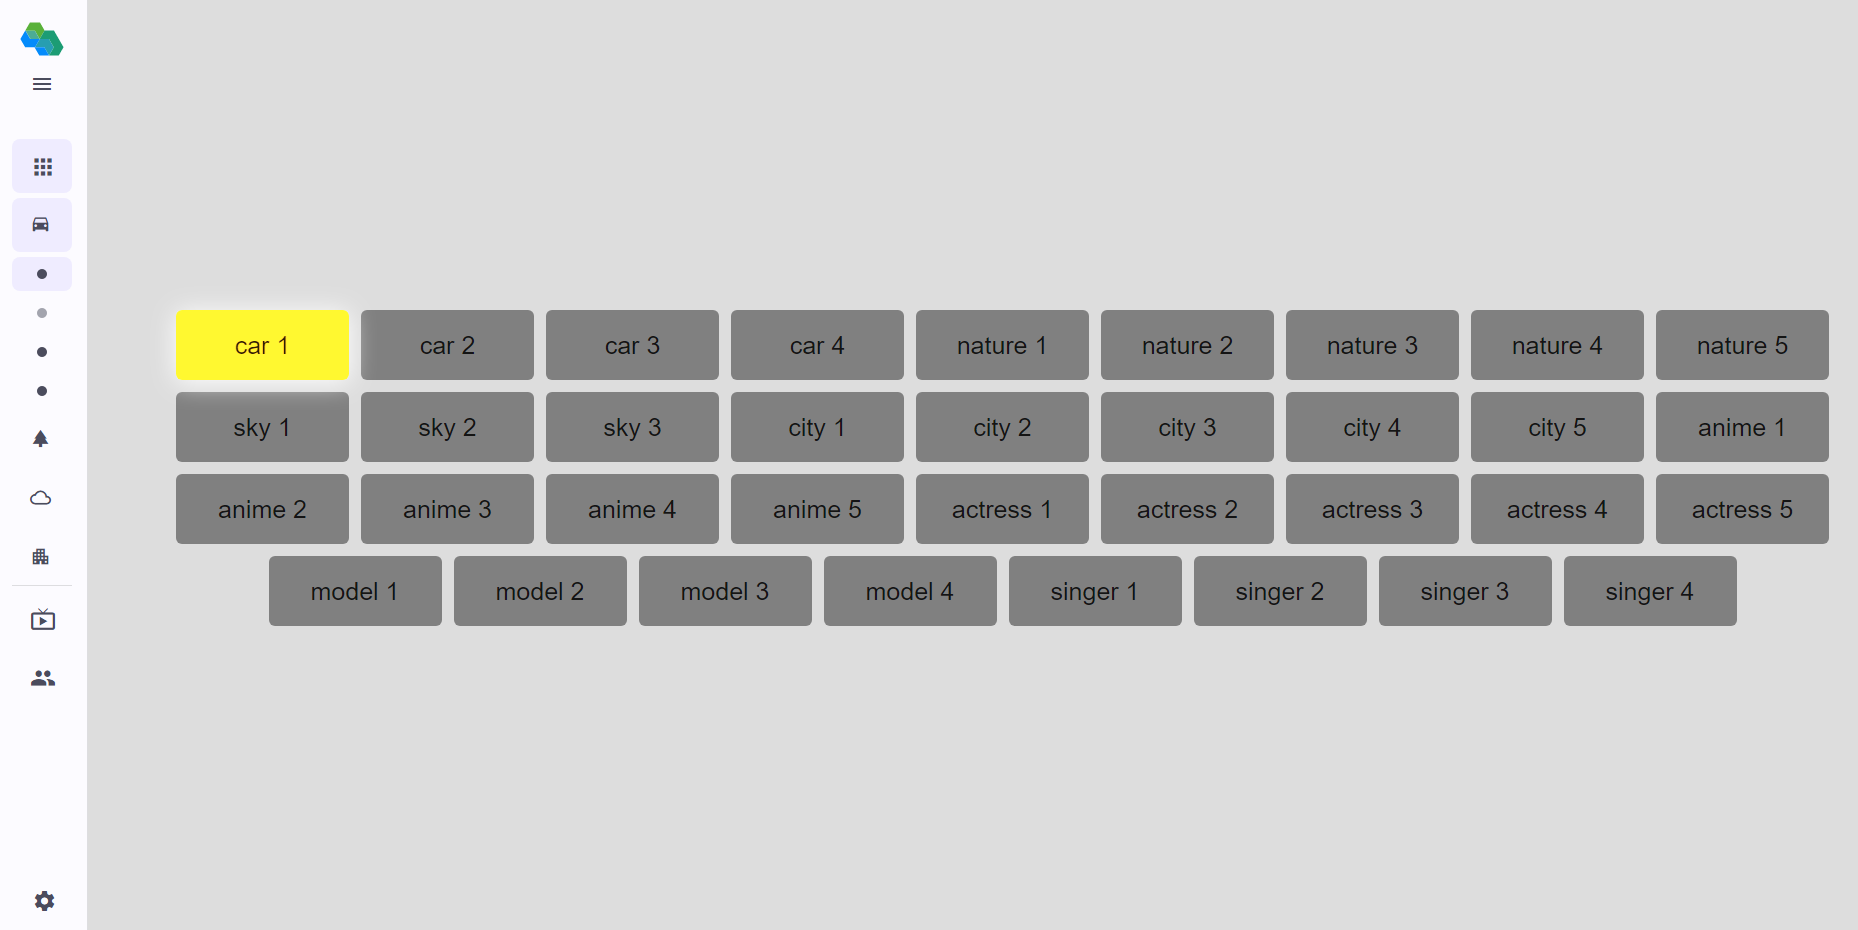 car 1 car 2 car 3 car 4 nature 1 nature 2 nature 3 nature 4 nature 5
sky 1 sky 2 sky 3 city 1 city 2 city 3 city 4 city 5 anime 1
anime 2 anime 3 anime 4 anime 5 actress 1 actress 2 actress 3 actress 4 actress 5
model 1 model 2 model 3 model 4 singer 1 singer 2 singer 3 singer 4